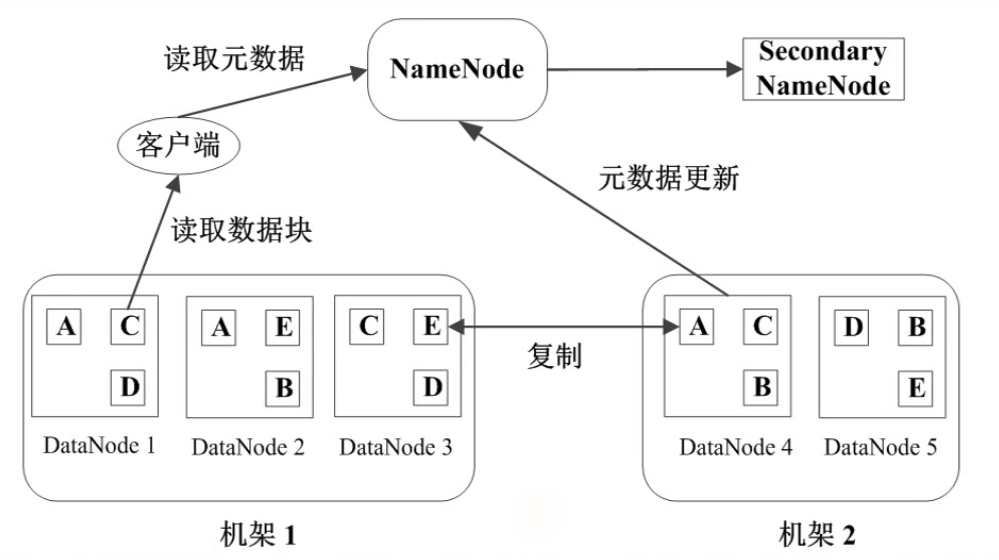 读取元数据
NameNode
Secondary
NameNode
客户端
元数据更新
读取数据块
A C
D
A E
B
C E
D
复制
A C
B
D B
E
DataNode 1
DataNode 2
DataNode 3
DataNode 4
DataNode 5
机架 1
机架 2